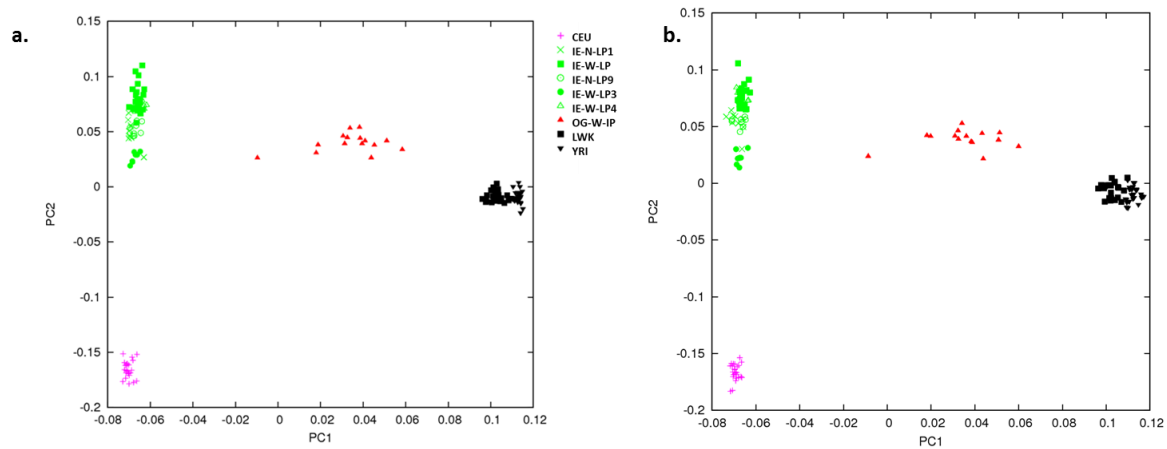 a.
0.15
0.1
0.05
0
-0.05
-0.1
-0.15
-0.2
PC2
-0.08
-0.06
-0.04
-0.02
0
0.02
0.04
0.06
0.08
0.1
0.12
PC1
CEU
IE-N-LP1
IE-W-LP
IE-N-LP9
IE-W-LP3
IE-W-LP4
OG-W-IP
LWK
YRI
b.
0.15
0.1
0.05
0
-0.05
-0.1
-0.15
-0.2
PC2
-0.08
-0.06
-0.04
-0.02
0
0.02
0.04
0.06
0.08
0.1
0.12
PC1